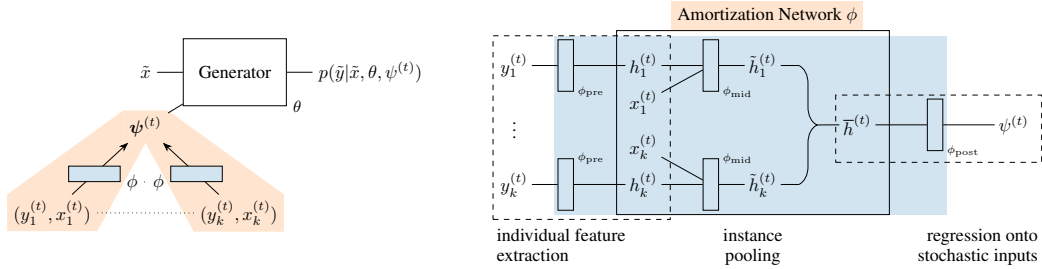 x̃
Generator
p(ỹ|x̃, θ, ψ^(t))
θ
ψ^(t)
ϕ · ϕ
(y_1^(t), x_1^(t)) (y_k^(t), x_k^(t))
Amortization Network ϕ
y_1^(t) h_1^(t) h̃_1^(t)
ϕ_pre ϕ_mid
x_1^(t)
⋮ h̅^(t) ψ^(t)
x_k^(t) ϕ_post
ϕ_pre ϕ_mid
y_k^(t) h_k^(t) h̃_k^(t)
individual feature
extraction
instance
pooling
regression onto
stochastic inputs